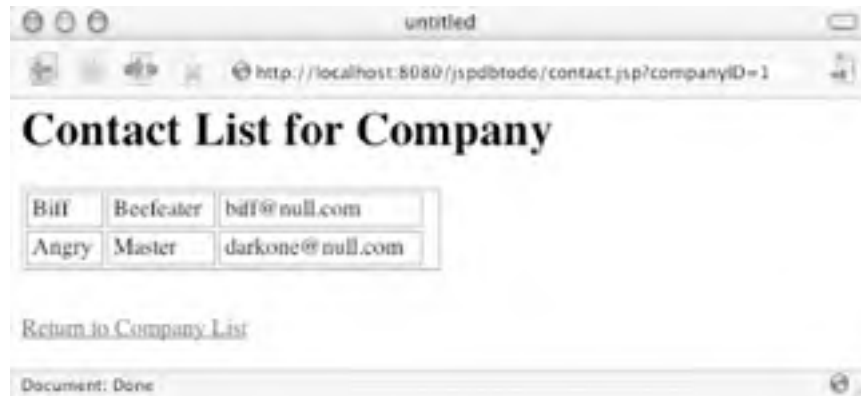 untitled
http://localhost:8080/jspdbtodo/contact.jsp?companyID=1
Contact List for Company
Biff Beefeater biff@null.com
Angry Master darkone@null.com
Return to Company List
Document: Done